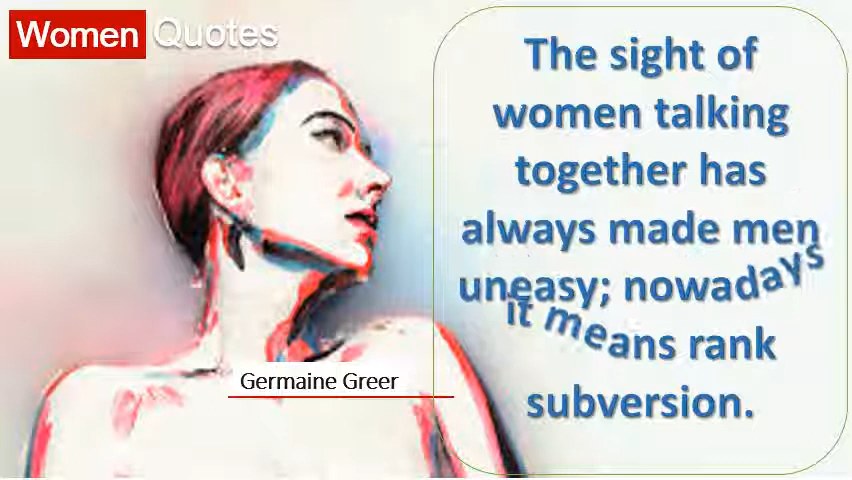 Women Quotes
The sight of
women talking
together has
always made men
uneasy; nowadays
it means rank
subversion.
Germaine Greer